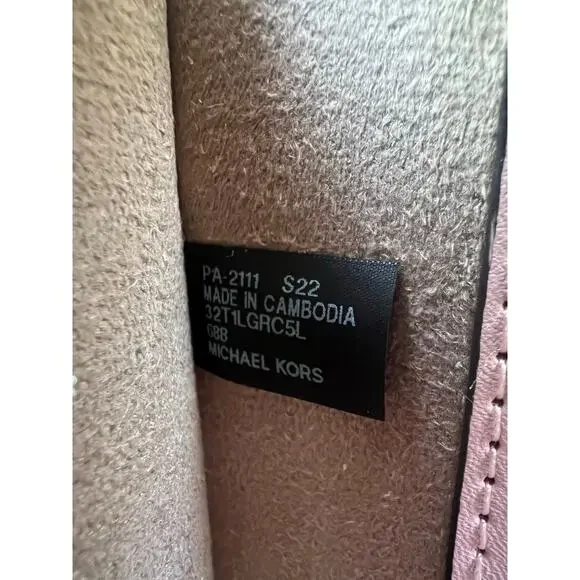 PA-2111 S22
MADE IN CAMBODIA
32T1LGRC5L
688
MICHAEL KORS